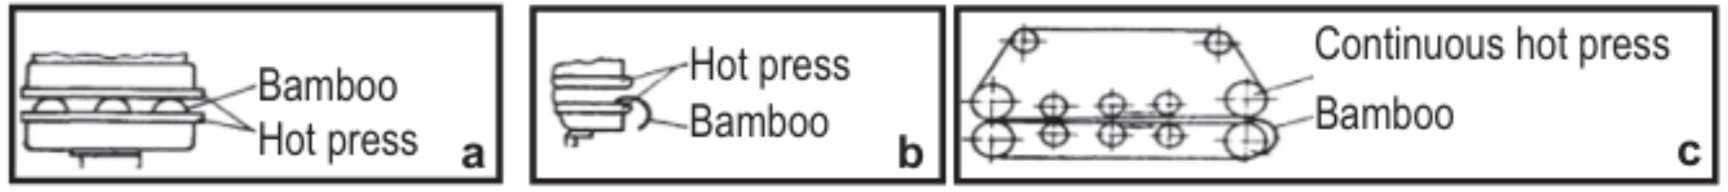 Bamboo
Hot press
a
Hot press
Bamboo
b
Continuous hot press
Bamboo
c